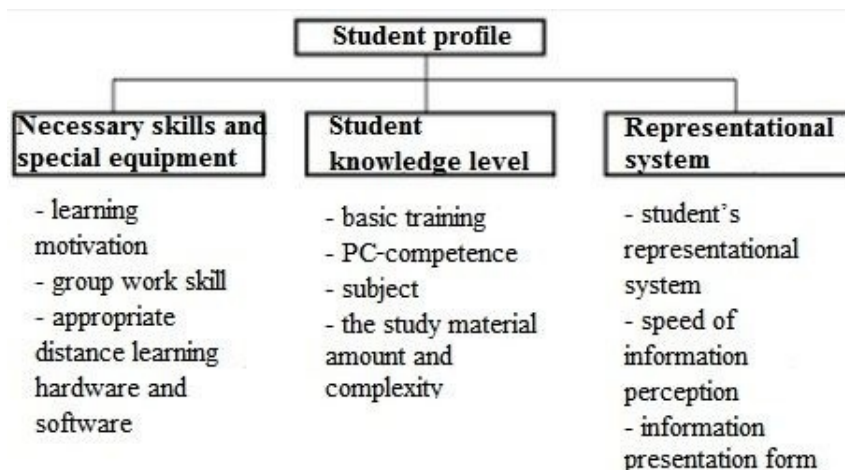 Student profile
Necessary skills and
special equipment
- learning
motivation
- group work skill
- appropriate
distance learning
hardware and
software
Student
knowledge level
- basic training
- PC-competence
- subject
- the study material
amount and
complexity
Representational
system
- student's
representational
system
- speed of
information
perception
- information
presentation form